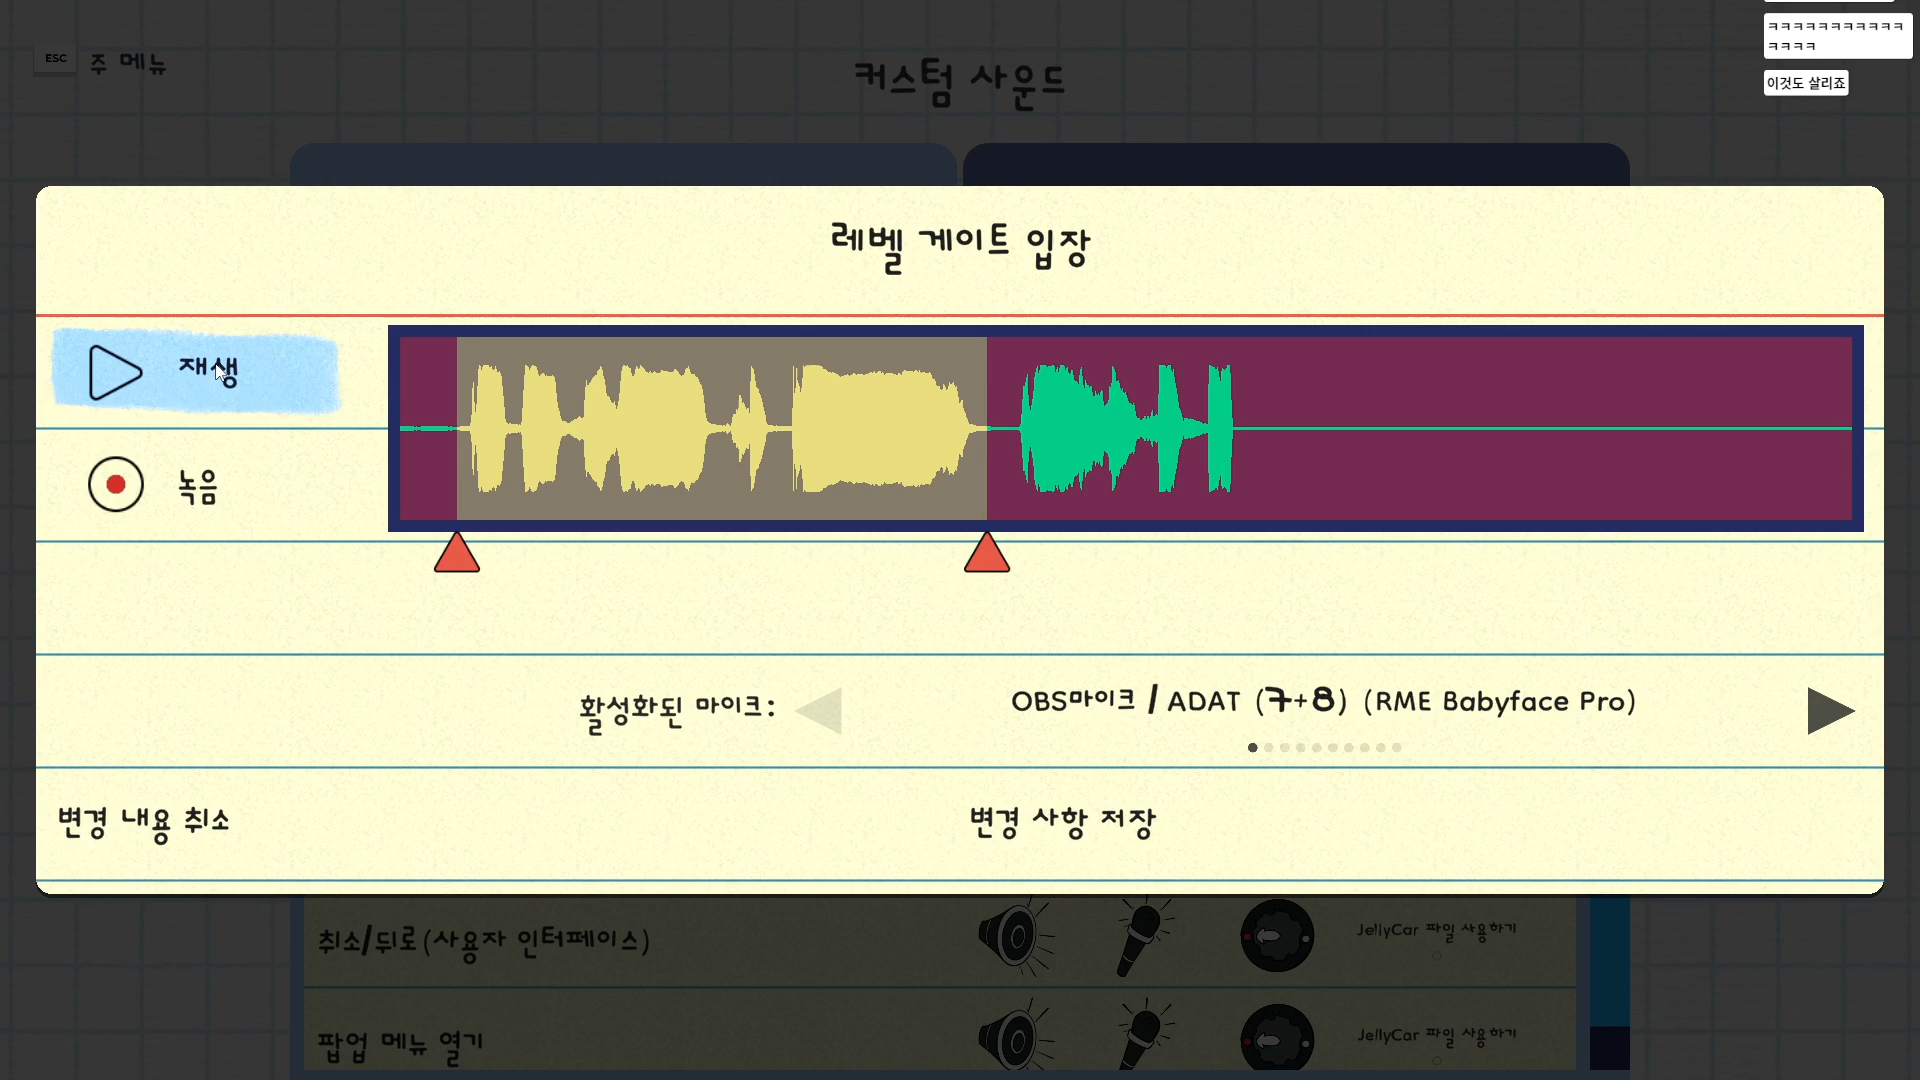 ESC 주 메뉴
커스텀 사운드
ㅋㅋㅋㅋㅋㅋㅋㅋㅋㅋㅋ
ㅋㅋㅋㅋ
이것도 살리죠
레벨 게이트 입장
재생
녹음
활성화된 마이크:
OBS마이크 / ADAT (7+8) (RME Babyface Pro)
변경 내용 취소
변경 사항 저장
취소/뒤로(사용자 인터페이스)
JellyCar 파일 사용하기
팝업 메뉴 열기
JellyCar 파일 사용하기